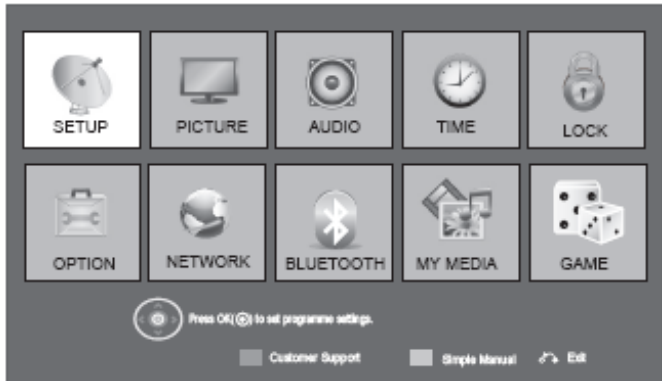 SETUP PICTURE AUDIO TIME LOCK
OPTION NETWORK BLUETOOTH MY MEDIA GAME
Press OK(⊙) to set programme settings.
Customer Support Simple Manual Exit